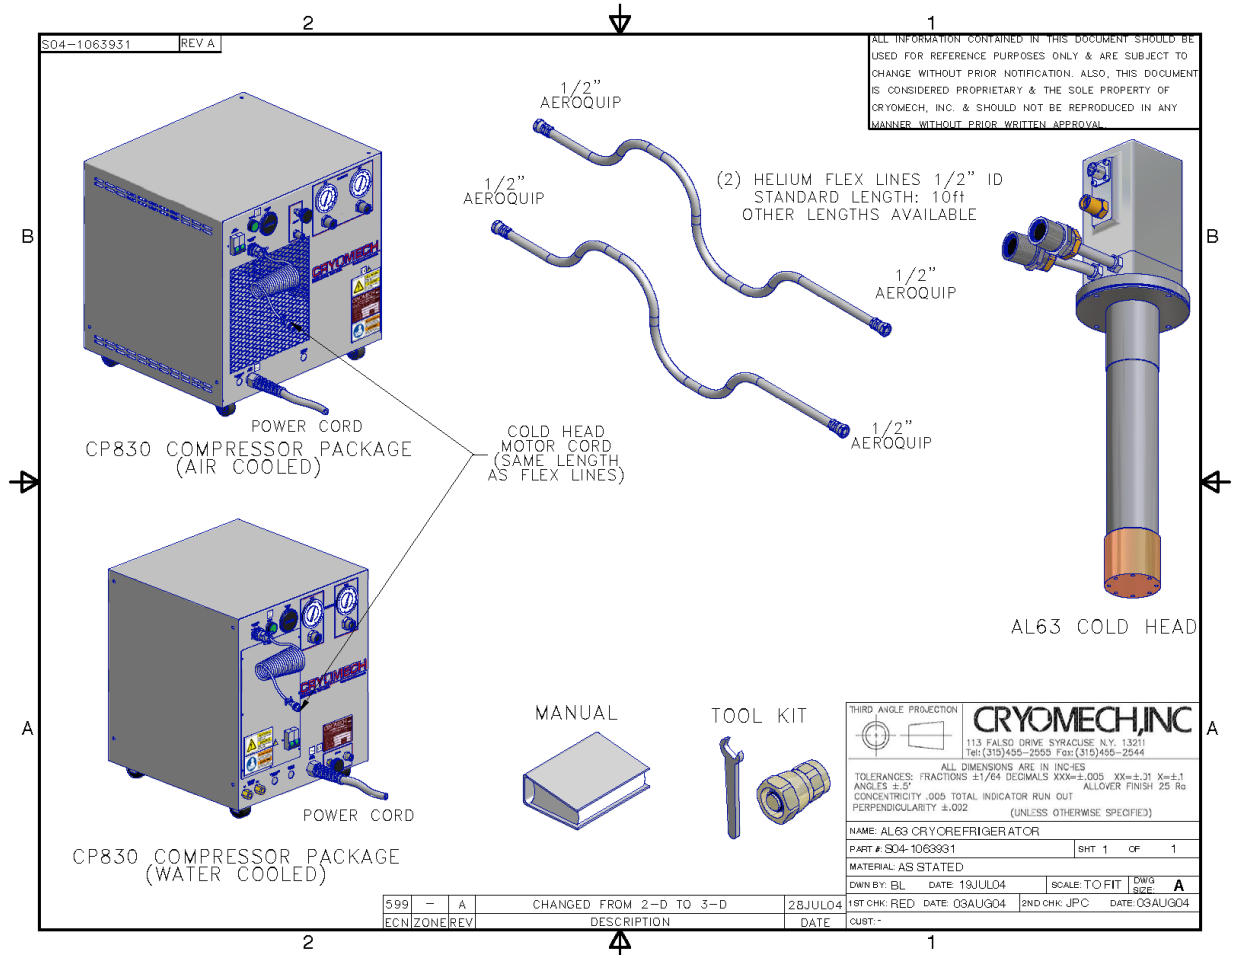 2
1
S04-1063931
REV A
ALL INFORMATION CONTAINED IN THIS DOCUMENT SHOULD BE
USED FOR REFERENCE PURPOSES ONLY & ARE SUBJECT TO
CHANGE WITHOUT PRIOR NOTIFICATION. ALSO, THIS DOCUMENT
IS CONSIDERED PROPRIETARY & THE SOLE PROPERTY OF
CRYOMECH, INC. & SHOULD NOT BE REPRODUCED IN ANY
MANNER WITHOUT PRIOR WRITTEN APPROVAL.
1/2"
AEROQUIP
1/2"
AEROQUIP
(2) HELIUM FLEX LINES 1/2" ID
STANDARD LENGTH: 10ft
OTHER LENGTHS AVAILABLE
B
B
CRYOMECH
1/2"
AEROQUIP
POWER CORD
CP830 COMPRESSOR PACKAGE
(AIR COOLED)
COLD HEAD
MOTOR CORD
(SAME LENGTH
AS FLEX LINES)
1/2"
AEROQUIP
AL63 COLD HEAD
CRYOMECH
A
A
MANUAL
TOOL KIT
POWER CORD
CP830 COMPRESSOR PACKAGE
(WATER COOLED)
THIRD ANGLE PROJECTION
CRYOMECH,INC
113 FALSO DRIVE SYRACUSE N.Y. 13211
Tel:(315)455-2555 Fax:(315)455-2544
ALL DIMENSIONS ARE IN INCHES
TOLERANCES: FRACTIONS ±1/64 DECIMALS XXX=±.005 XX=±.01 X=±.1
ANGLES ±.5° ALLOVER FINISH 25 Ra
CONCENTRICITY .005 TOTAL INDICATOR RUN OUT
PERPENDICULARITY ±.002
(UNLESS OTHERWISE SPECIFIED)
NAME: AL63 CRYOREFRIGERATOR
PART #: S04-1063931 SHT 1 OF 1
MATERIAL: AS STATED
DWN BY: BL DATE: 19JUL04 SCALE: TO FIT DWG SIZE: A
1ST CHK: RED DATE: 03AUG04 2ND CHK: JPC DATE: 03AUG04
CUST: -
599 - A CHANGED FROM 2-D TO 3-D 28JUL04
ECN ZONE REV DESCRIPTION DATE
2
1